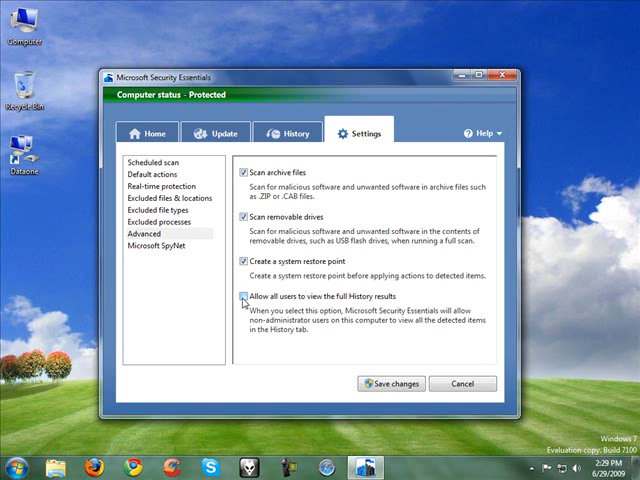 Computer
Recycle Bin
Dataone
Microsoft Security Essentials
Computer status - Protected
Home
Update
History
Settings
Help
Scheduled scan
Default actions
Real-time protection
Excluded files & locations
Excluded file types
Excluded processes
Advanced
Microsoft SpyNet
Scan archive files
Scan for malicious software and unwanted software in archive files such
as .ZIP or .CAB files.
Scan removable drives
Scan for malicious software and unwanted software in the contents of
removable drives, such as USB flash drives, when running a full scan.
Create a system restore point
Create a system restore point before applying actions to detected items.
Allow all users to view the full History results
When you select this option, Microsoft Security Essentials will allow
non-administrator users on this computer to view all the detected items
in the History tab.
Save changes
Cancel
Windows 7
Evaluation copy. Build 7100
2:29 PM
6/29/2009